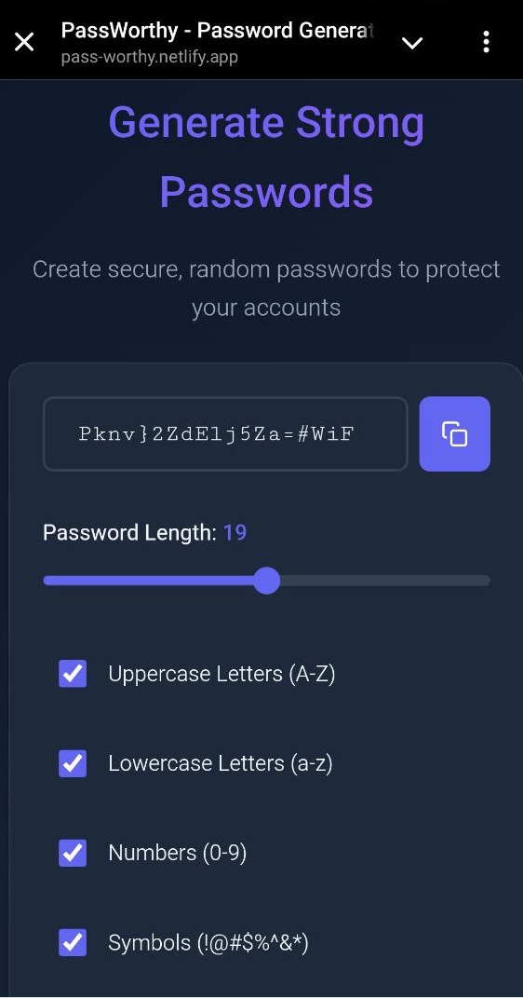 PassWorthy - Password Generat
pass-worthy.netlify.app
Generate Strong
Passwords
Create secure, random passwords to protect
your accounts
Pknv}2ZdElj5Za=#WiF
Password Length: 19
Uppercase Letters (A-Z)
Lowercase Letters (a-z)
Numbers (0-9)
Symbols (!@#$%^&*)